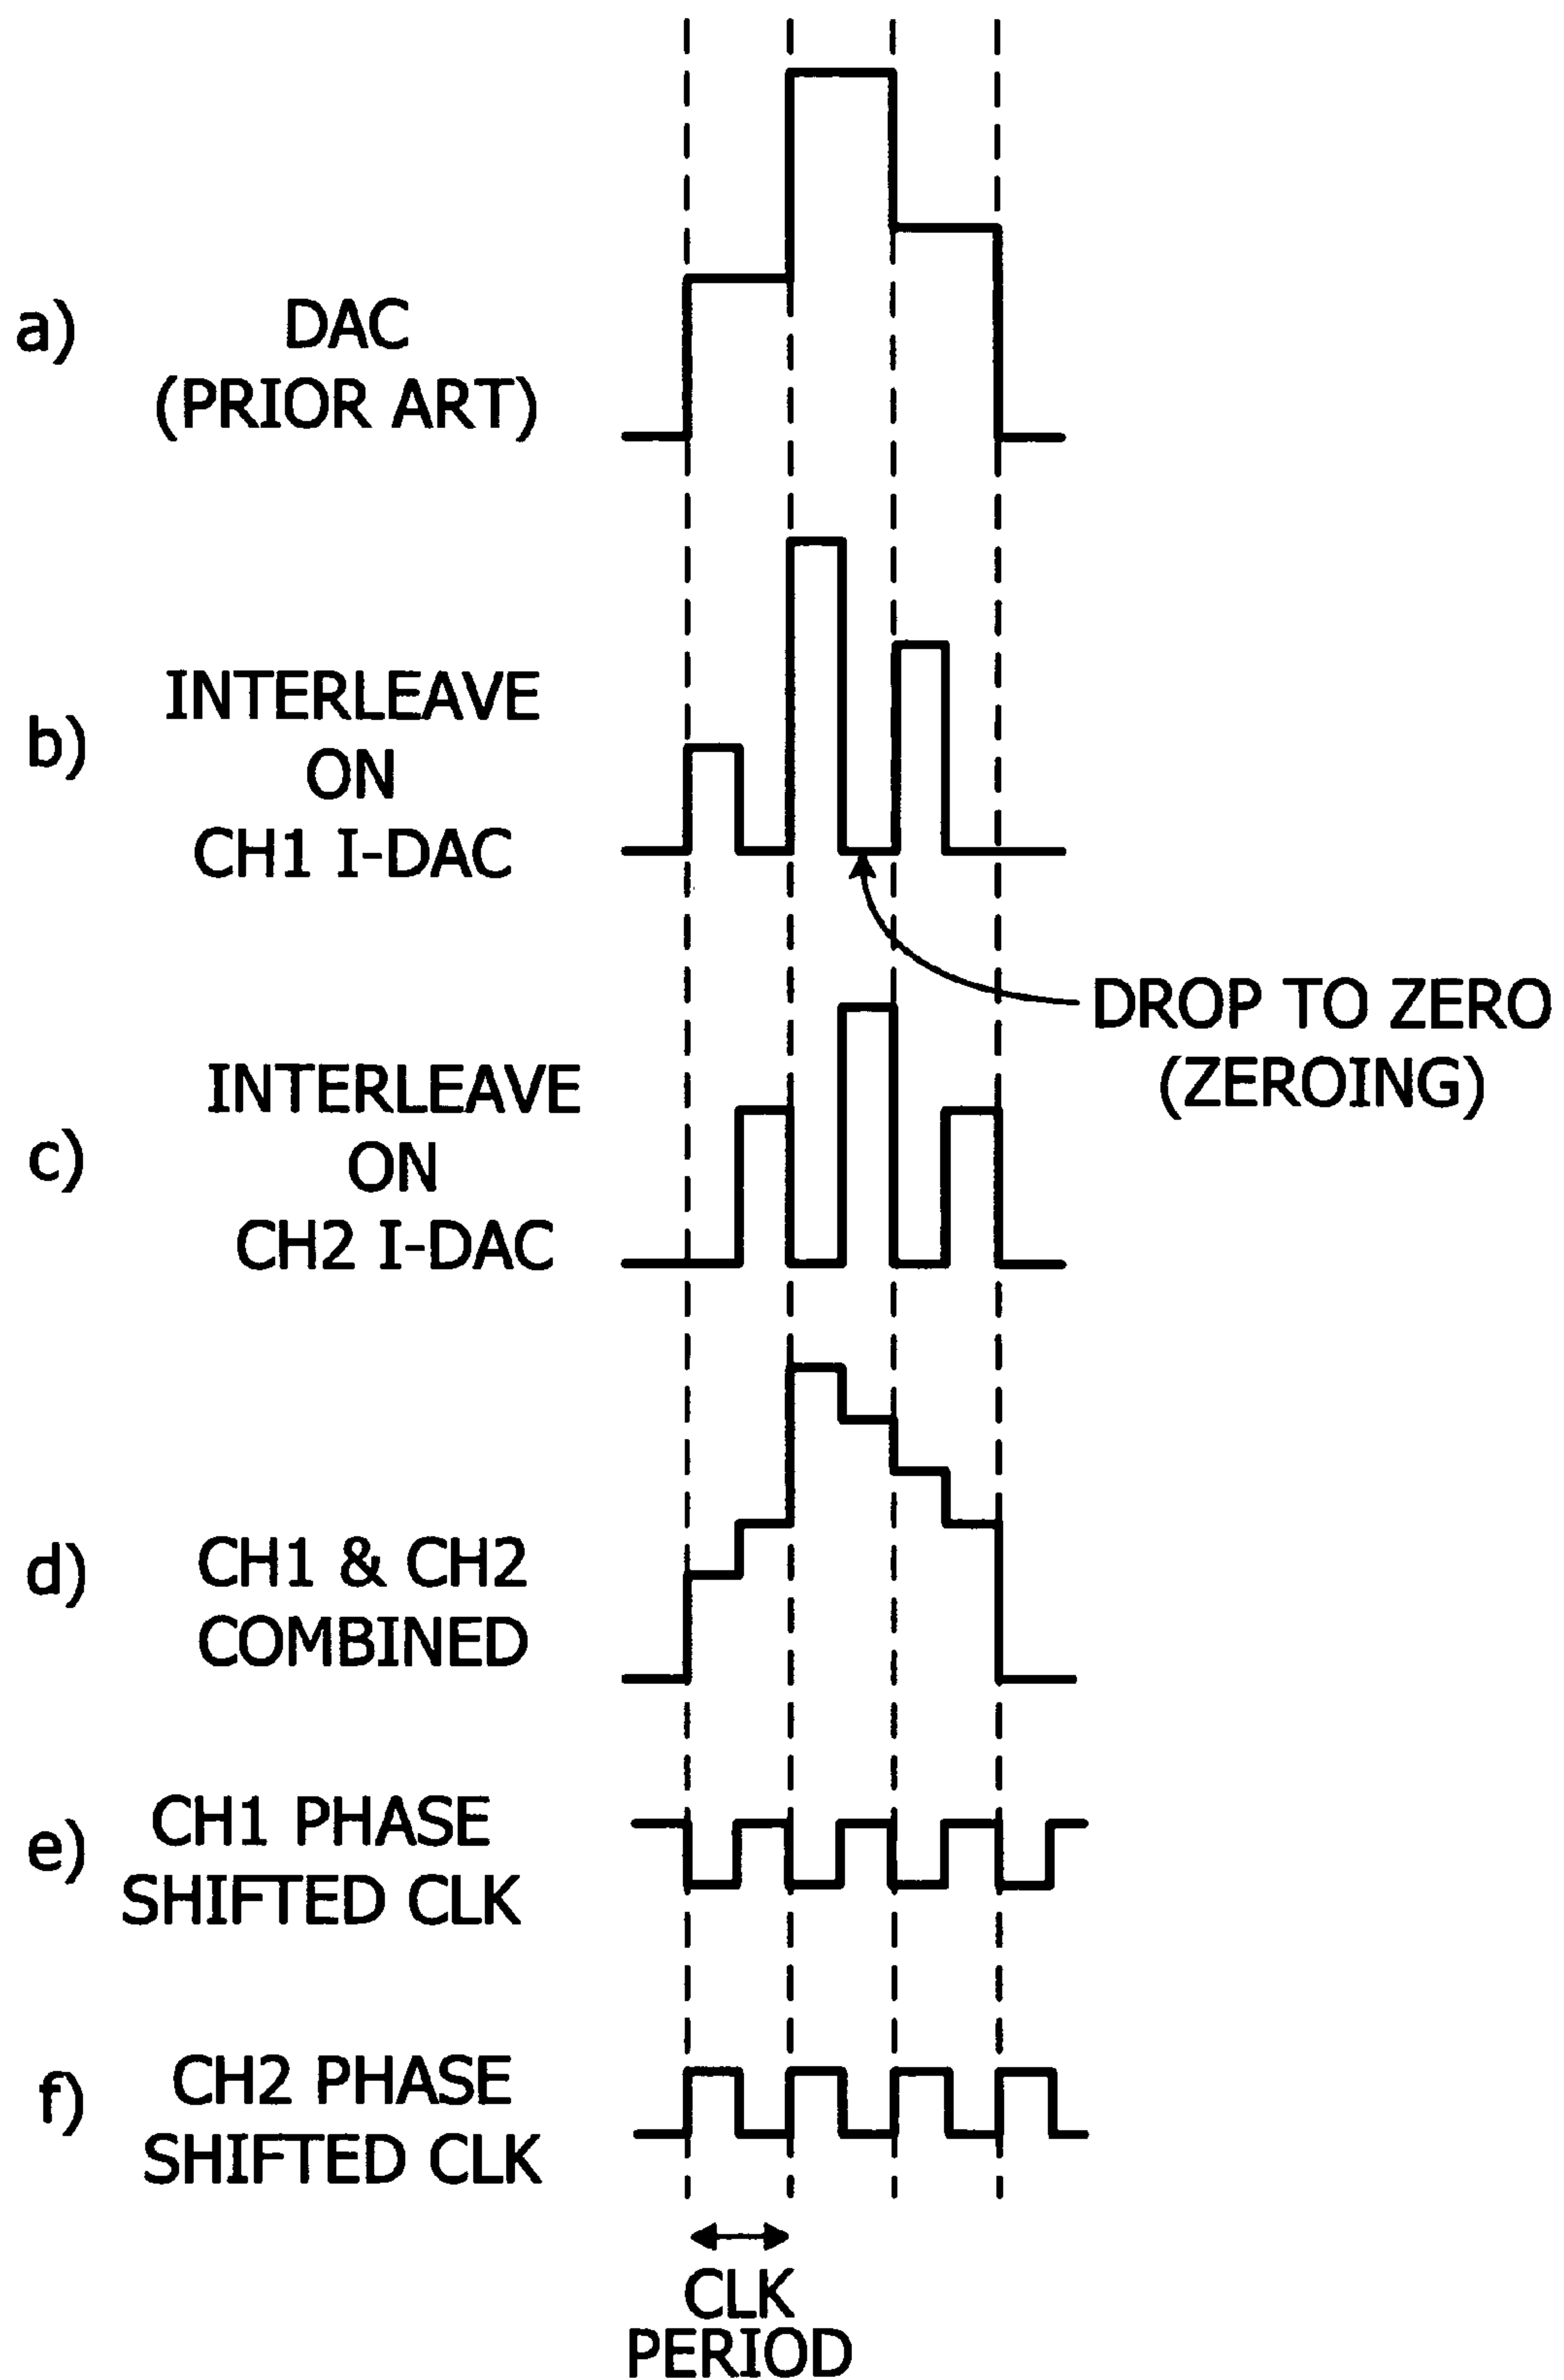 a)
DAC
(PRIOR ART)
b)
INTERLEAVE
ON
CH1 I-DAC
DROP TO ZERO
(ZEROING)
c)
INTERLEAVE
ON
CH2 I-DAC
d)
CH1 & CH2
COMBINED
e)
CH1 PHASE
SHIFTED CLK
f)
CH2 PHASE
SHIFTED CLK
CLK
PERIOD